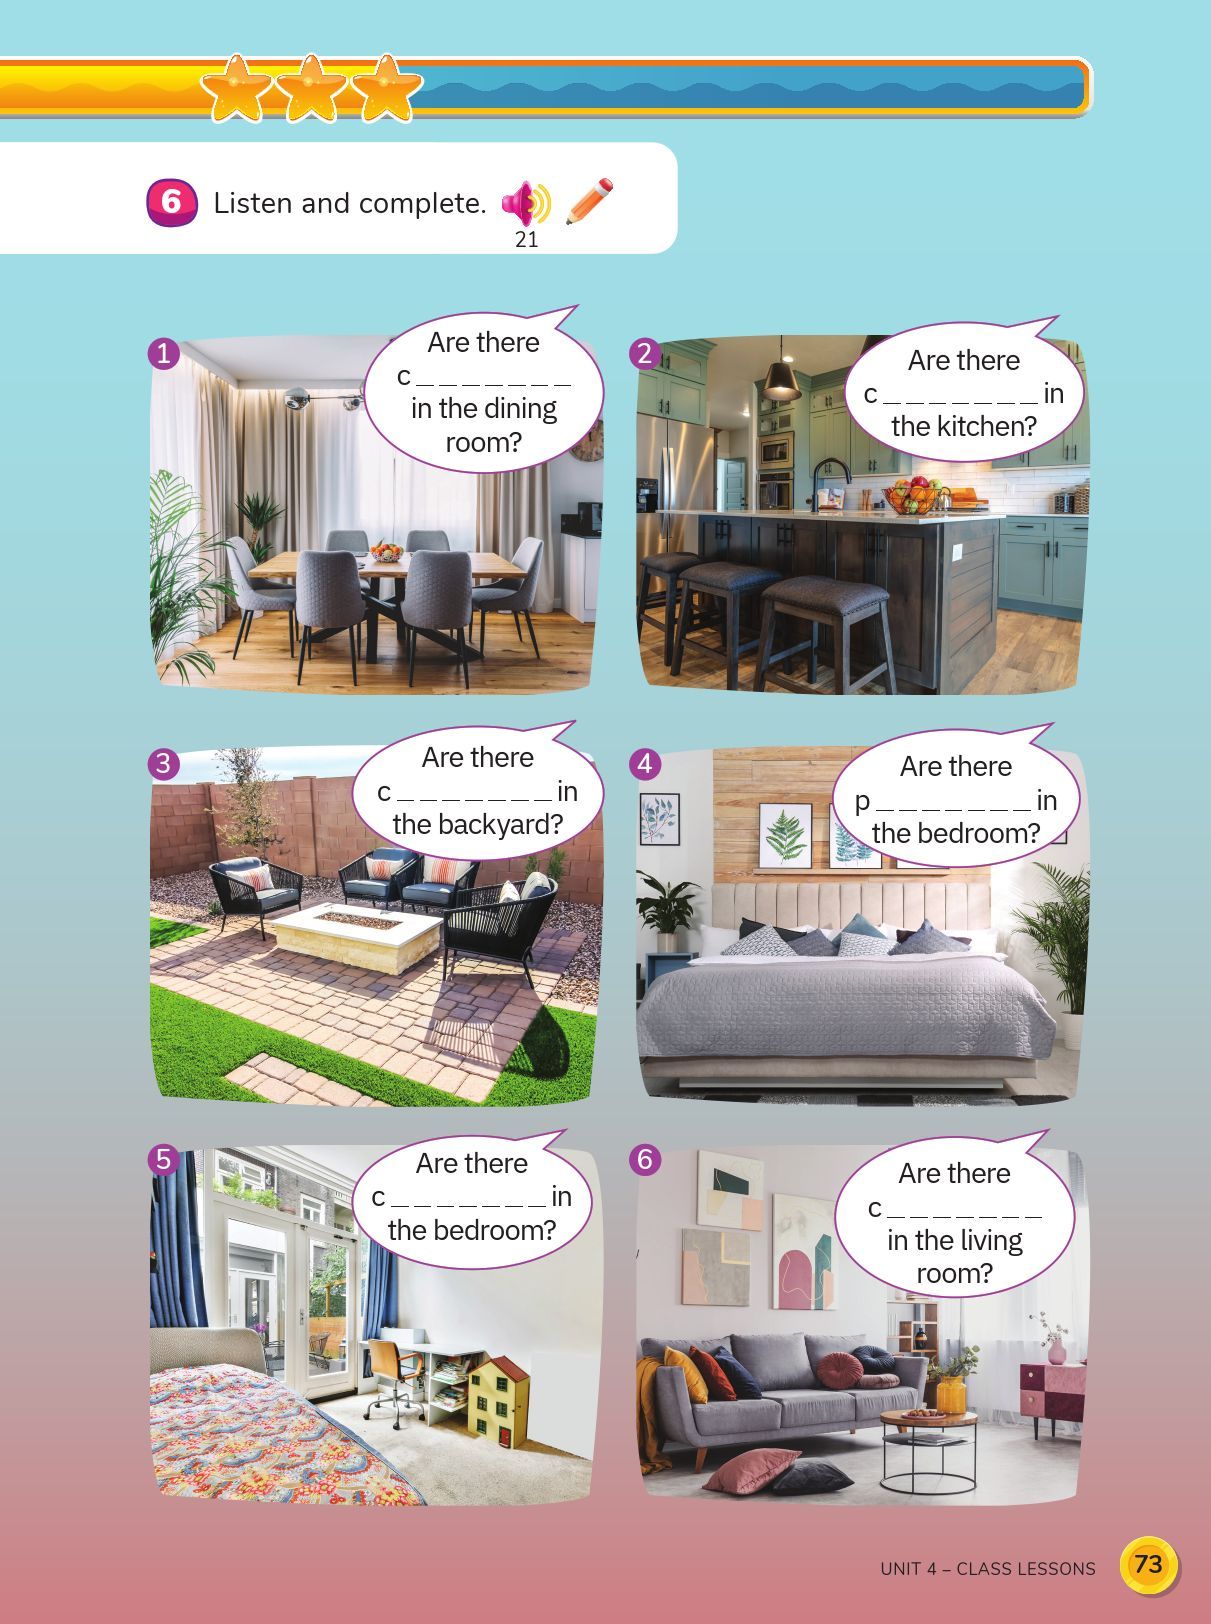 6 Listen and complete.
21
1
Are there
c _ _ _ _ _ _ _
in the dining
room?
2
Are there
c _ _ _ _ _ _ _ in
the kitchen?
3
Are there
c _ _ _ _ _ _ _ in
the backyard?
4
Are there
p _ _ _ _ _ _ _ in
the bedroom?
5
Are there
c _ _ _ _ _ _ _ in
the bedroom?
6
Are there
c _ _ _ _ _ _ _
in the living
room?
UNIT 4 – CLASS LESSONS 73